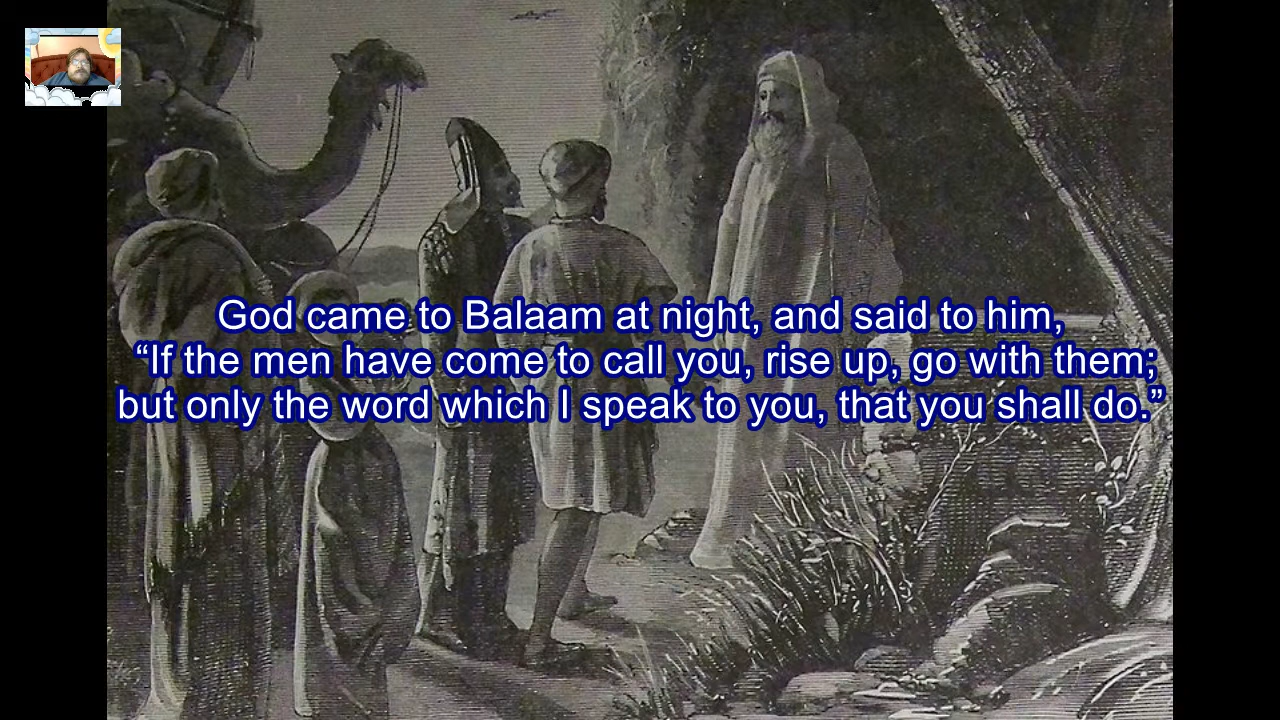 God came to Balaam at night, and said to him,
“If the men have come to call you, rise up, go with them;
but only the word which I speak to you, that you shall do.”